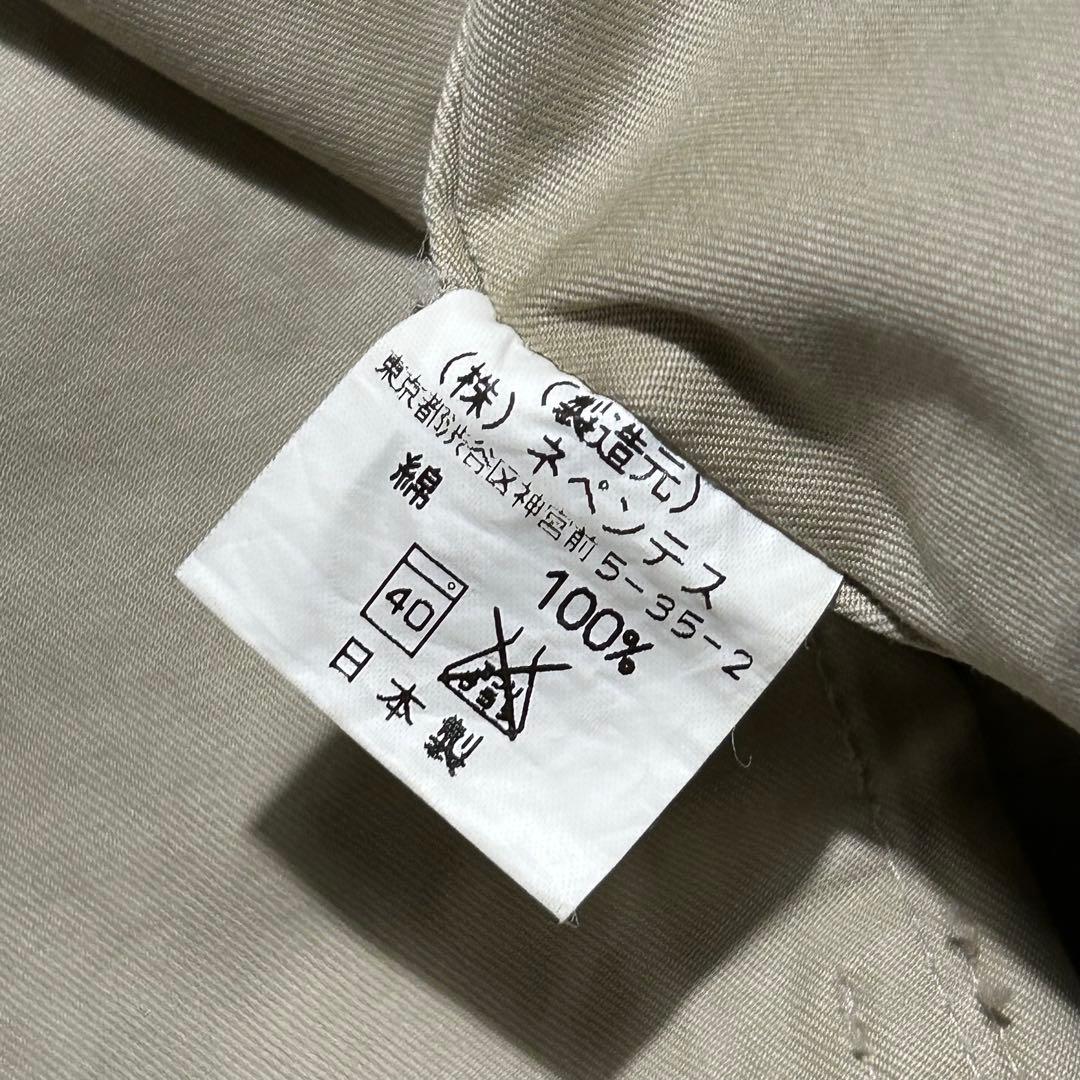 (製造元)
(株) ネペンテス
東京都渋谷区神宮前5-35-2
綿 100%
40
日本製